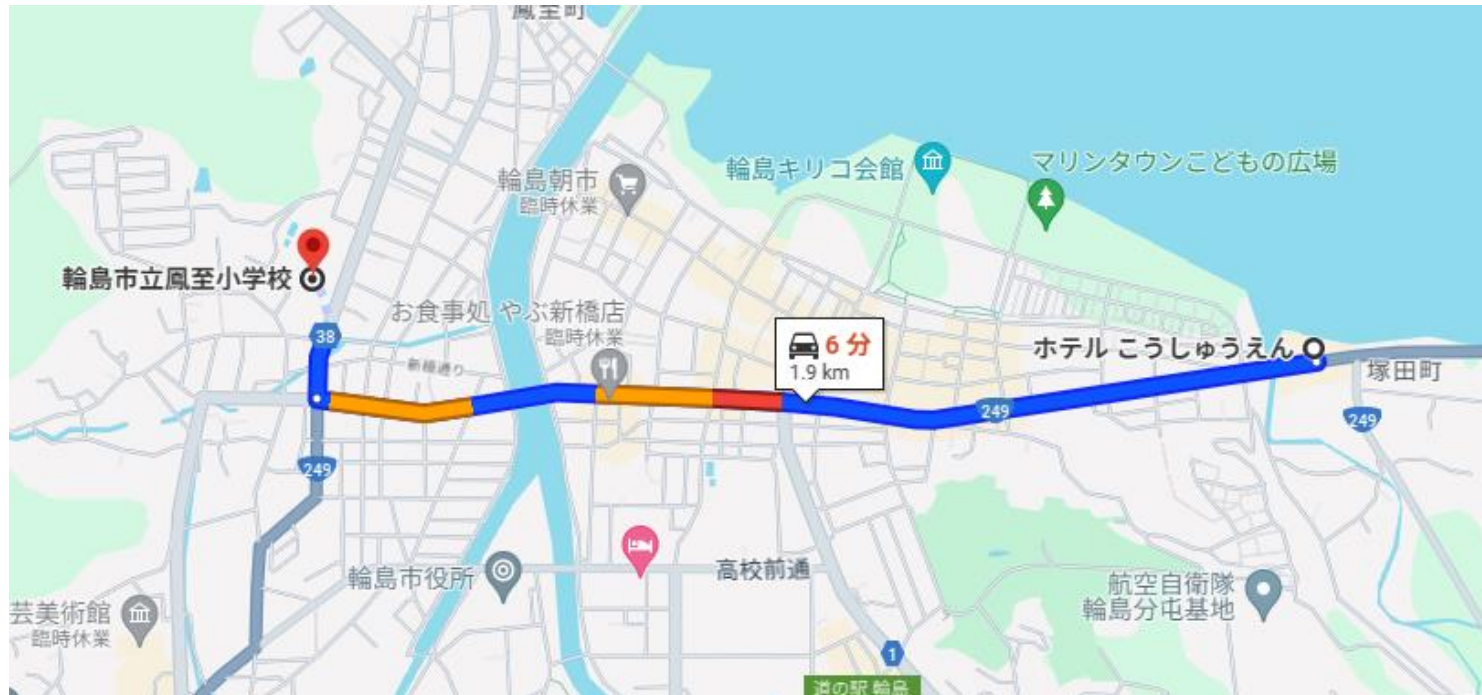 鳳至町
輪島キリコ会館
マリンタウンこどもの広場
輪島朝市
臨時休業
輪島市立鳳至小学校
お食事処 やぶ新橋店
臨時休業
38
6 分
1.9 km
ホテル こうしゅうえん
新橋通り
塚田町
249
249
249
輪島市役所
高校前通
航空自衛隊
輪島分屯基地
芸美術館
臨時休業
1
道の駅 輪島